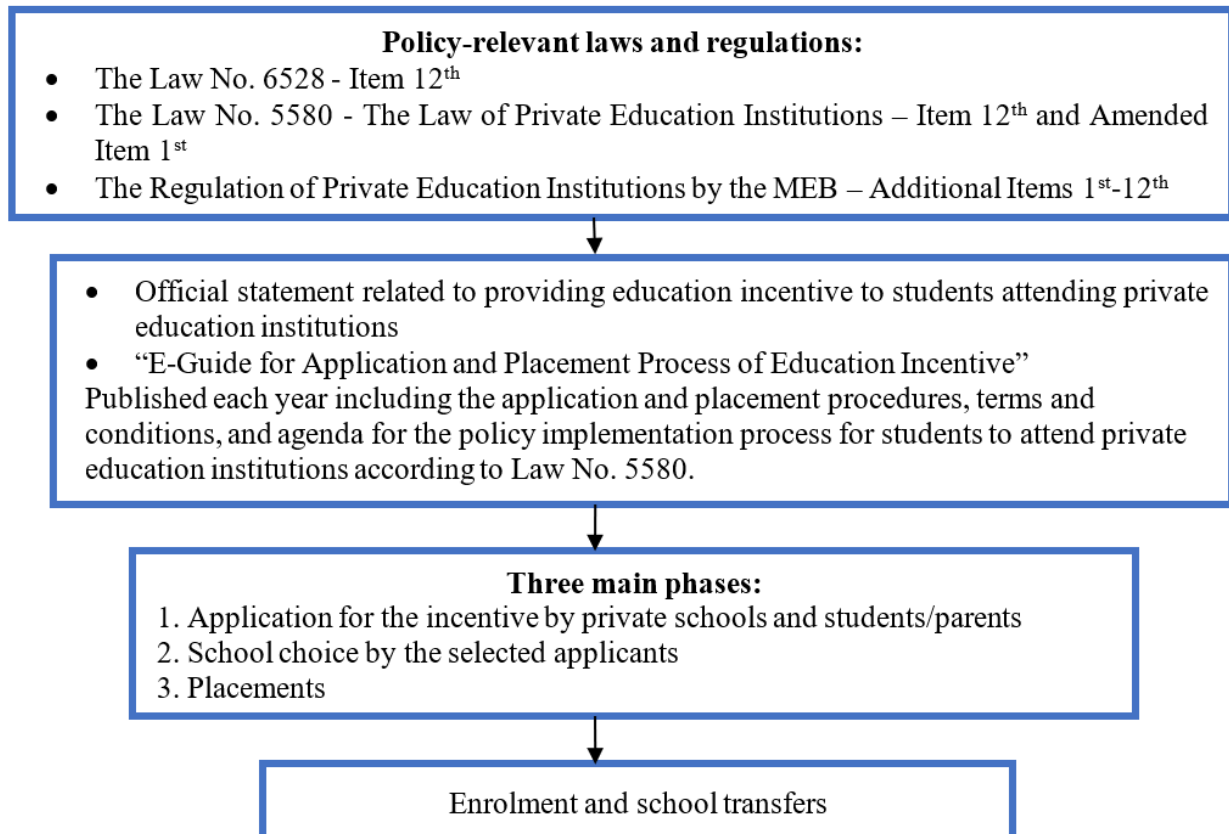 Policy-relevant laws and regulations:
• The Law No. 6528 - Item 12th
• The Law No. 5580 - The Law of Private Education Institutions – Item 12th and Amended
Item 1st
• The Regulation of Private Education Institutions by the MEB – Additional Items 1st-12th
• Official statement related to providing education incentive to students attending private
education institutions
• “E-Guide for Application and Placement Process of Education Incentive”
Published each year including the application and placement procedures, terms and
conditions, and agenda for the policy implementation process for students to attend private
education institutions according to Law No. 5580.
Three main phases:
1. Application for the incentive by private schools and students/parents
2. School choice by the selected applicants
3. Placements
Enrolment and school transfers